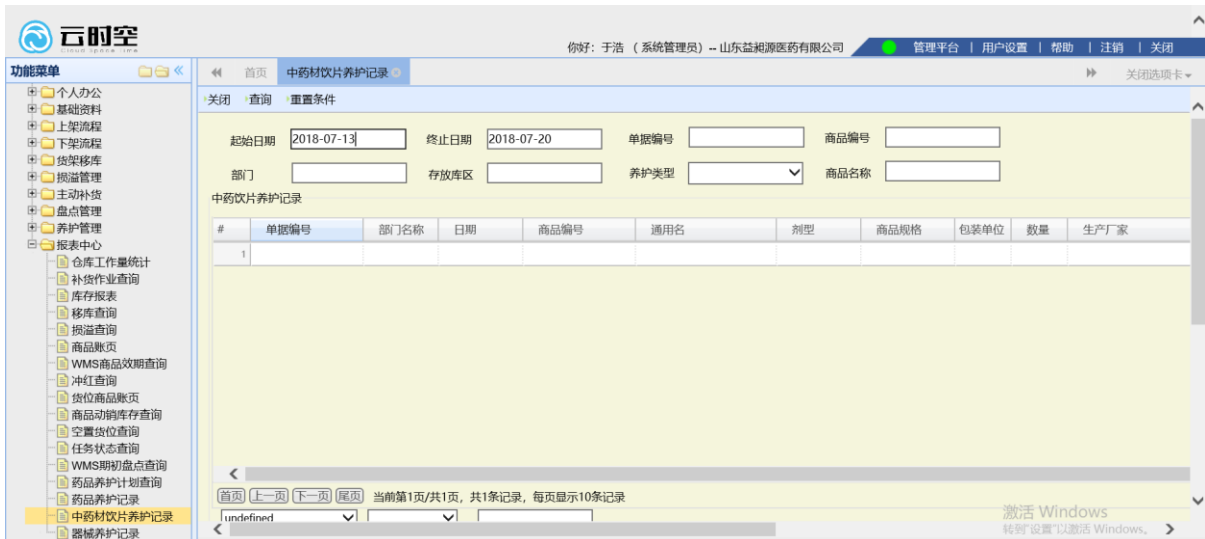 云时空
Cloud Space Time
你好：于浩 （系统管理员）-- 山东益昶源医药有限公司
管理平台 | 用户设置 | 帮助 | 注销 | 关闭
功能菜单
首页 中药材饮片养护记录
关闭选项卡
关闭 查询 重置条件
个人办公
基础资料
上架流程
下架流程
货架移库
损溢管理
主动补货
盘点管理
养护管理
报表中心
仓库工作量统计
补货作业查询
库存报表
移库查询
损溢查询
商品账页
WMS商品效期查询
冲红查询
货位商品账页
商品动销库存查询
空置货位查询
任务状态查询
WMS期初盘点查询
药品养护计划查询
药品养护记录
中药材饮片养护记录
器械养护记录
起始日期 2018-07-13 终止日期 2018-07-20 单据编号 商品编号
部门 存放库区 养护类型 商品名称
中药饮片养护记录
# 单据编号 部门名称 日期 商品编号 通用名 剂型 商品规格 包装单位 数量 生产厂家
1
首页 上一页 下一页 尾页 当前第1页/共1页，共1条记录，每页显示10条记录
undefined
激活 Windows
转到"设置"以激活 Windows。